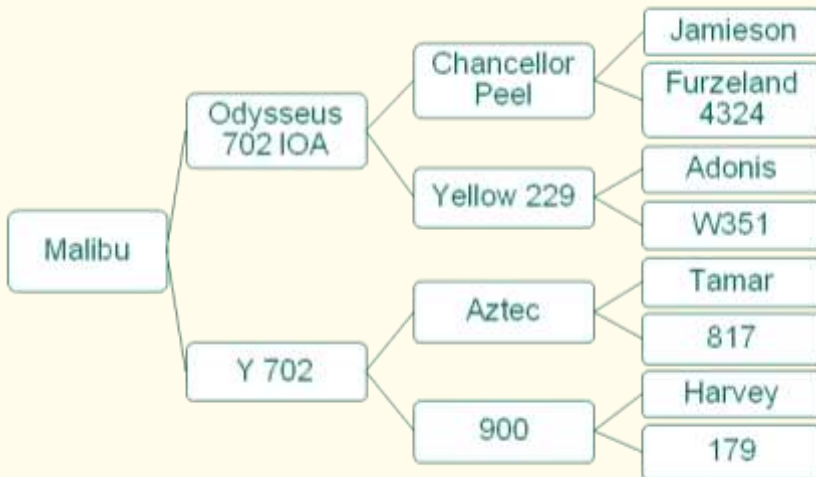 Malibu
Odysseus
702 IOA
Y 702
Chancellor
Peel
Yellow 229
Aztec
900
Jamieson
Furzeland
4324
Adonis
W351
Tamar
817
Harvey
179